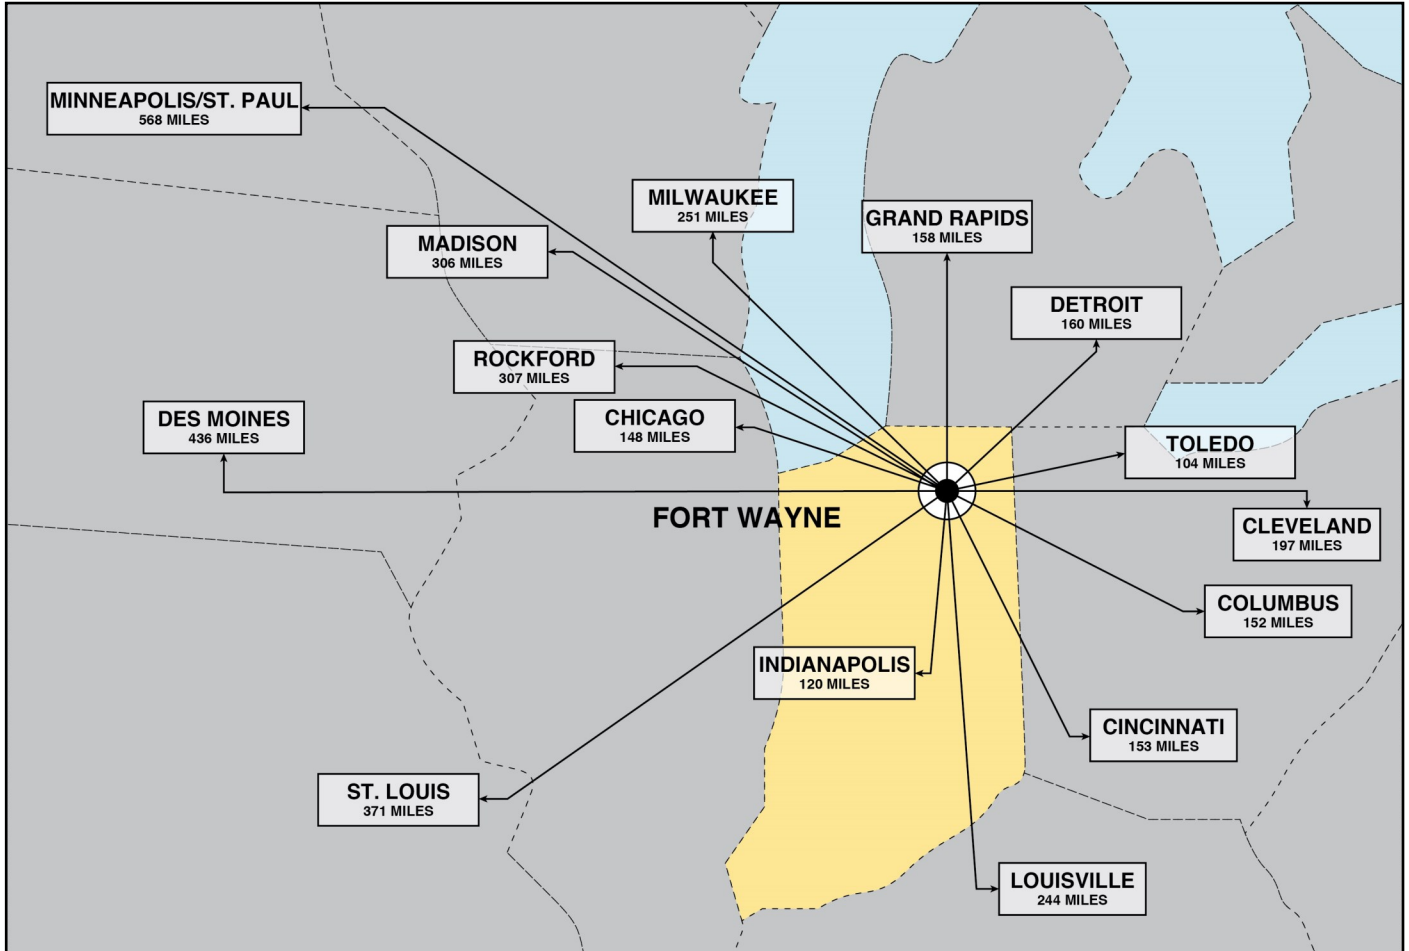 MINNEAPOLIS/ST. PAUL
568 MILES
MILWAUKEE
251 MILES
GRAND RAPIDS
158 MILES
MADISON
306 MILES
DETROIT
160 MILES
ROCKFORD
307 MILES
CHICAGO
148 MILES
DES MOINES
436 MILES
TOLEDO
104 MILES
FORT WAYNE
CLEVELAND
197 MILES
COLUMBUS
152 MILES
INDIANAPOLIS
120 MILES
CINCINNATI
153 MILES
ST. LOUIS
371 MILES
LOUISVILLE
244 MILES